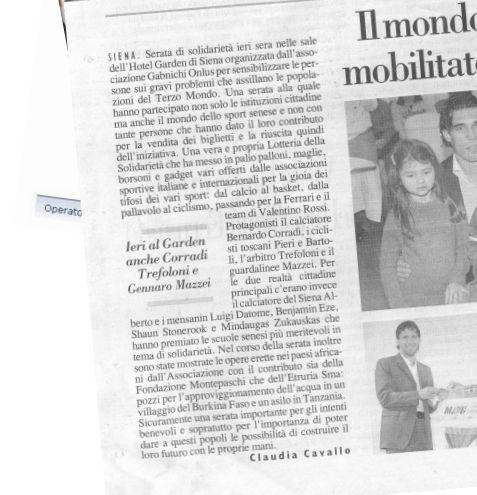 Il mondo
mobilitat
SIENA. Serata di solidarietà ieri sera nelle sale
dell'Hotel Garden di Siena organizzata dall'asso-
ciazione Gabnichi Onlus per sensibilizzare le per-
sone sui gravi problemi che assillano le popola-
zioni del Terzo Mondo. Una serata alla quale
hanno partecipato non solo le istituzioni cittadine
ma anche il mondo dello sport senese e non con
tante persone che hanno dato il loro contributo
per la vendita dei biglietti e la riuscita quindi
dell'iniziativa. Una vera e propria Lotteria della
Solidarietà che ha messo in palio palloni, maglie,
borsoni e gadget vari offerti dalle associazioni
sportive italiane e internazionali per la gioia dei
tifosi dei vari sport: dal calcio al basket, dalla
pallavolo al ciclismo, passando per la Ferrari e il
team di Valentino Rossi.
Protagonisti il calciatore
Bernardo Corradi, i cicli-
sti toscani Pieri e Barto-
li, l'arbitro Trefoloni e il
guardalinee Mazzei. Per
le due realtà cittadine
principali c'erano invece
il calciatore del Siena Al-
Ieri al Garden
anche Corradi
Trefoloni e
Gennaro Mazzei
berto e i mensanin Luigi Datome, Benjamin Eze,
Shaun Stonerook e Mindaugas Zukauskas che
hanno premiato le scuole senesi più meritevoli in
tema di solidarietà. Nel corso della serata inoltre
sono state mostrate le opere erette nei paesi africa-
ni dall'Associazione con il contributo sia della
Fondazione Montepaschi che dell'Etruria Sma:
pozzi per l'approvvigionamento dell'acqua in un
villaggio del Burkina Faso e un asilo in Tanzania.
Sicuramente una serata importante per gli intenti
benevoli e sopratutto per l'importanza di poter
dare a questi popoli le possibilità di costruire il
loro futuro con le proprie mani.
Claudia Cavallo
Operato